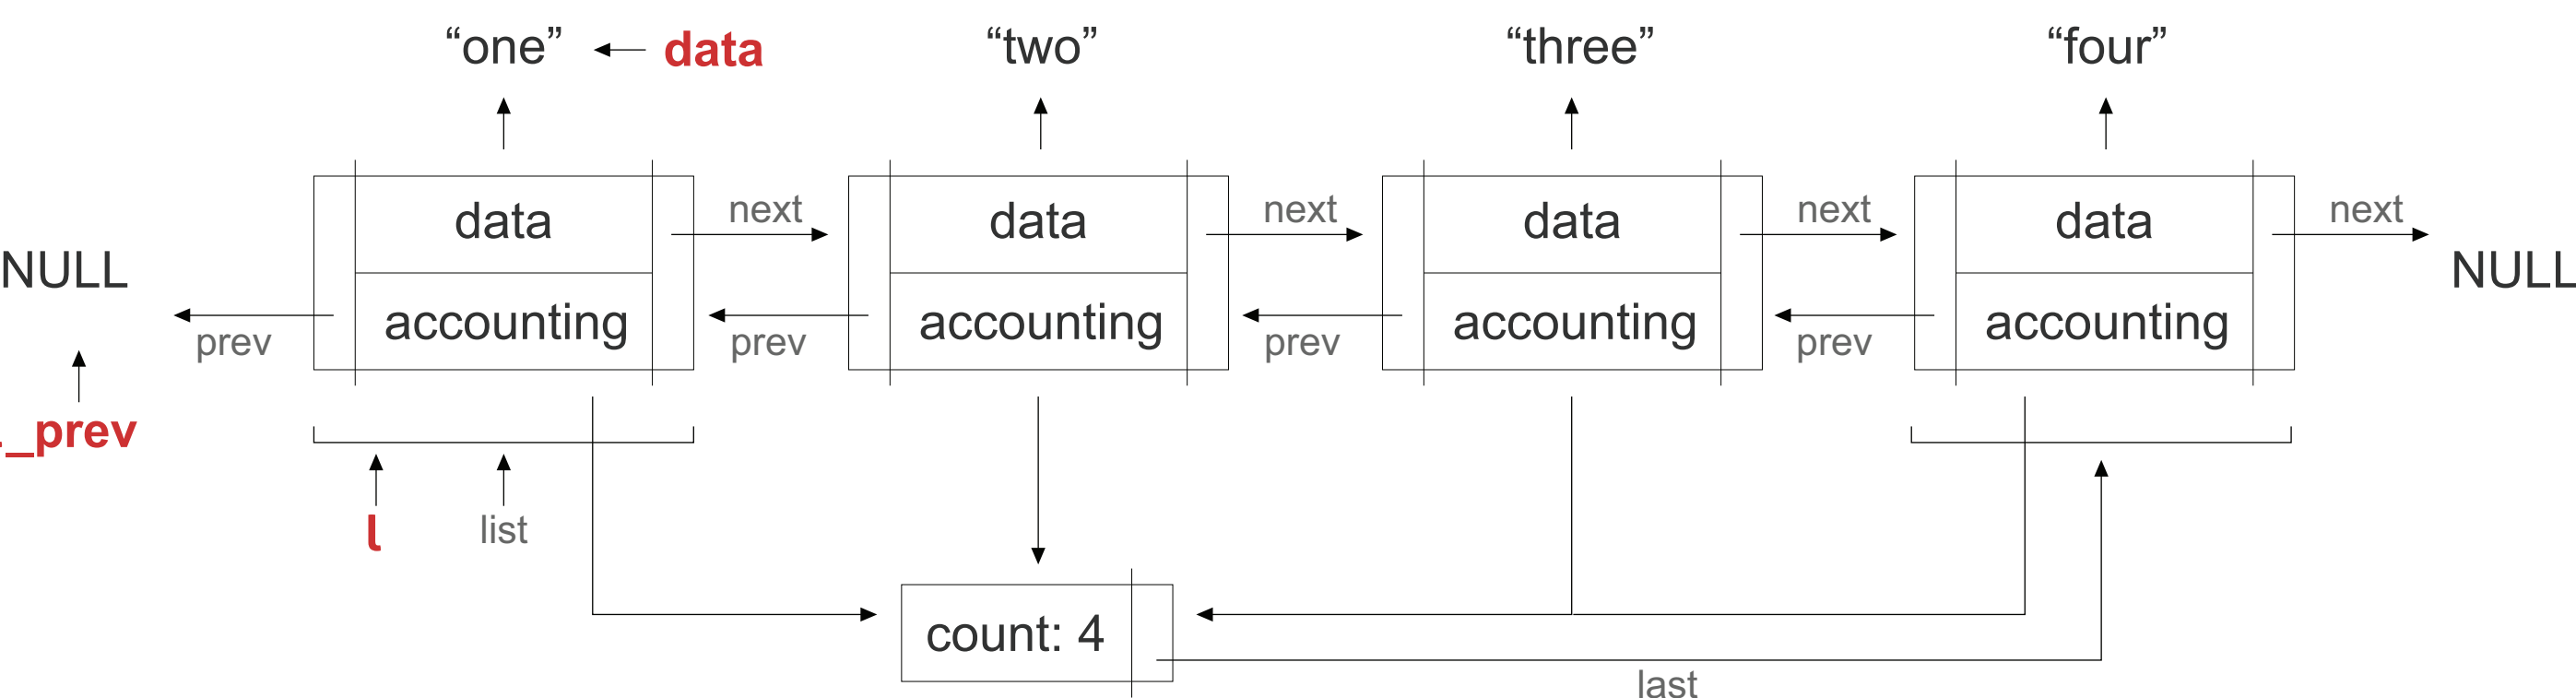 “one” data “two” “three” “four”
data next data next data next data next
NULL NULL
accounting accounting accounting accounting
prev prev prev prev
_prev
l list
count: 4
last